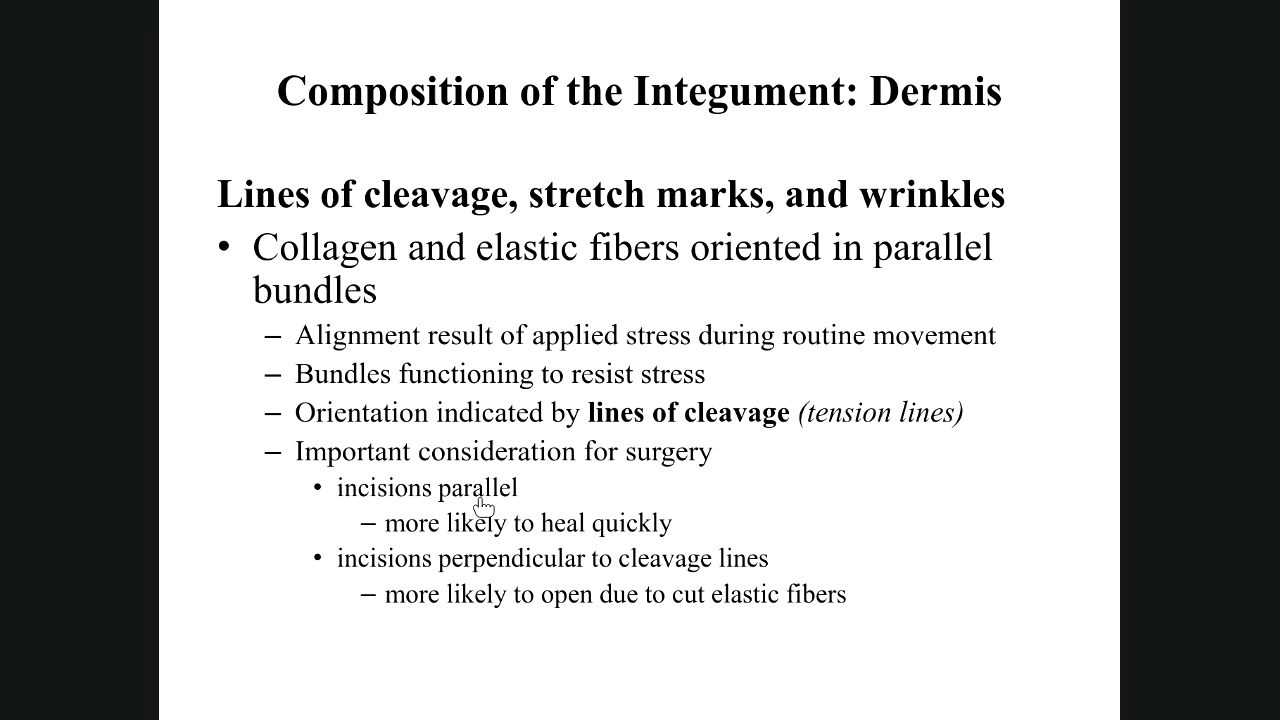 Composition of the Integument: Dermis
Lines of cleavage, stretch marks, and wrinkles
• Collagen and elastic fibers oriented in parallel
bundles
– Alignment result of applied stress during routine movement
– Bundles functioning to resist stress
– Orientation indicated by lines of cleavage (tension lines)
– Important consideration for surgery
• incisions parallel
– more likely to heal quickly
• incisions perpendicular to cleavage lines
– more likely to open due to cut elastic fibers